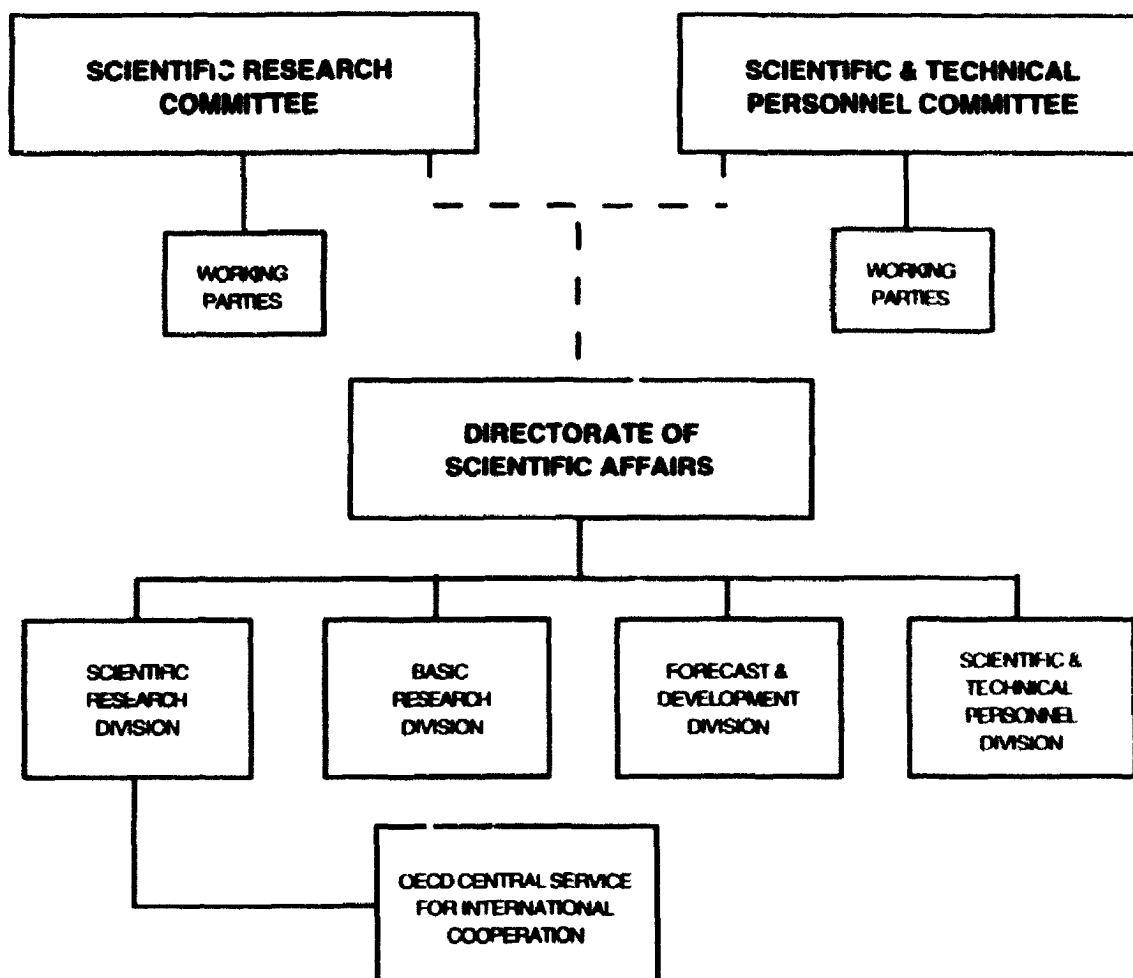 SCIENTIFIC RESEARCH
COMMITTEE
SCIENTIFIC & TECHNICAL
PERSONNEL COMMITTEE
WORKING
PARTIES
WORKING
PARTIES
DIRECTORATE OF
SCIENTIFIC AFFAIRS
SCIENTIFIC
RESEARCH
DIVISION
BASIC
RESEARCH
DIVISION
FORECAST &
DEVELOPMENT
DIVISION
SCIENTIFIC &
TECHNICAL
PERSONNEL
DIVISION
OECD CENTRAL SERVICE
FOR INTERNATIONAL
COOPERATION